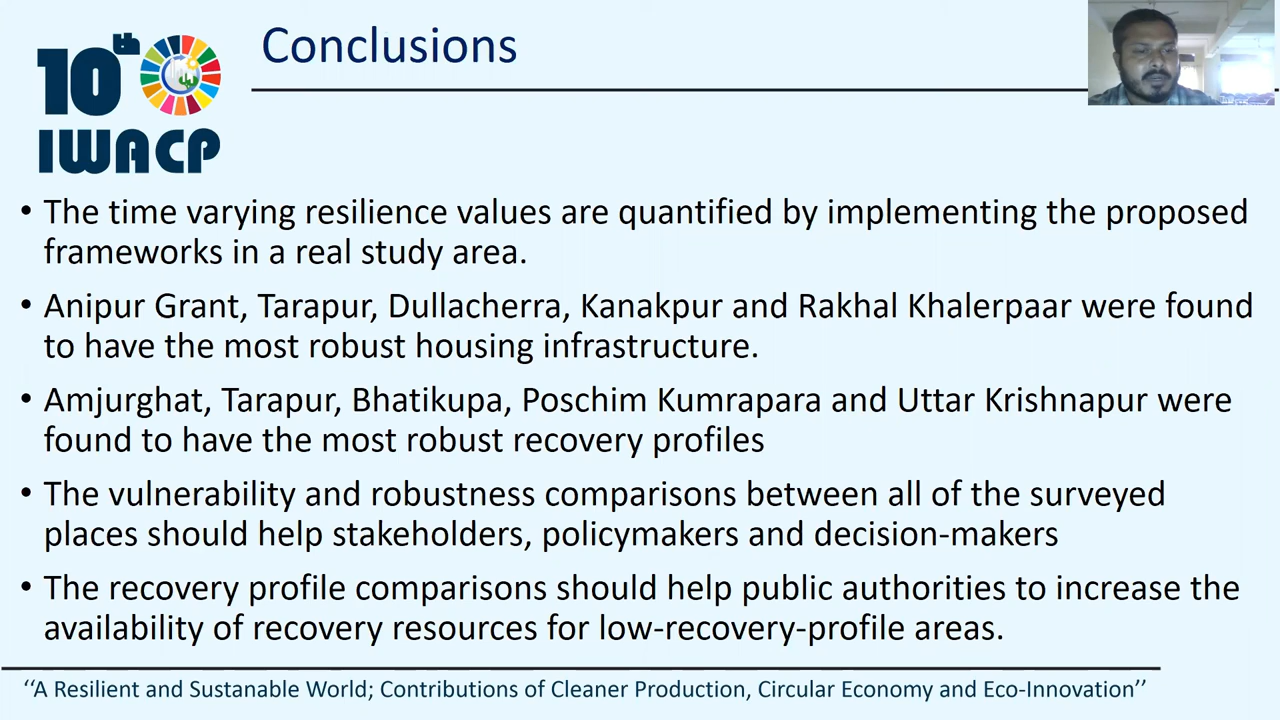 Conclusions
10th
IWACP
• The time varying resilience values are quantified by implementing the proposed
frameworks in a real study area.
• Anipur Grant, Tarapur, Dullacherra, Kanakpur and Rakhal Khalerpaar were found
to have the most robust housing infrastructure.
• Amjurghat, Tarapur, Bhatikupa, Poschim Kumrapara and Uttar Krishnapur were
found to have the most robust recovery profiles
• The vulnerability and robustness comparisons between all of the surveyed
places should help stakeholders, policymakers and decision-makers
• The recovery profile comparisons should help public authorities to increase the
availability of recovery resources for low-recovery-profile areas.
‘‘A Resilient and Sustanable World; Contributions of Cleaner Production, Circular Economy and Eco-Innovation’’